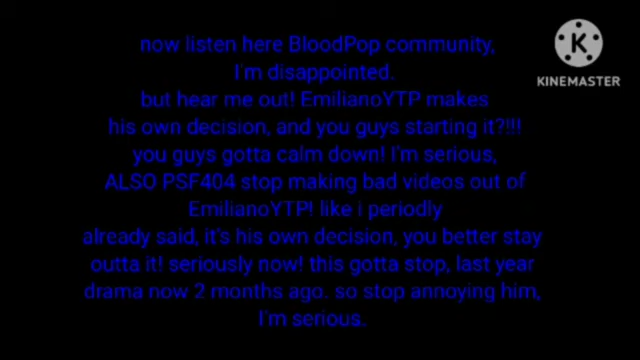 now listen here BloodPop community,
I'm disappointed.
but hear me out! EmilianoYTP makes
his own decision, and you guys starting it?!!!
you guys gotta calm down! I'm serious,
ALSO PSF404 stop making bad videos out of
EmilianoYTP! like i periodly
already said, it's his own decision, you better stay
outta it! seriously now! this gotta stop, last year
drama now 2 months ago. so stop annoying him,
I'm serious.
K
KINEMASTER